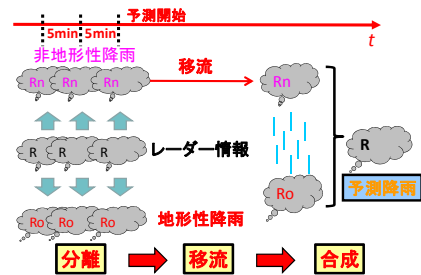 予測開始
5min 5min
t
非地形性降雨
移流
Rn Rn Rn
Rn
R R R
レーダー情報
R
予測降雨
Ro Ro Ro
地形性降雨
Ro
分離
移流
合成